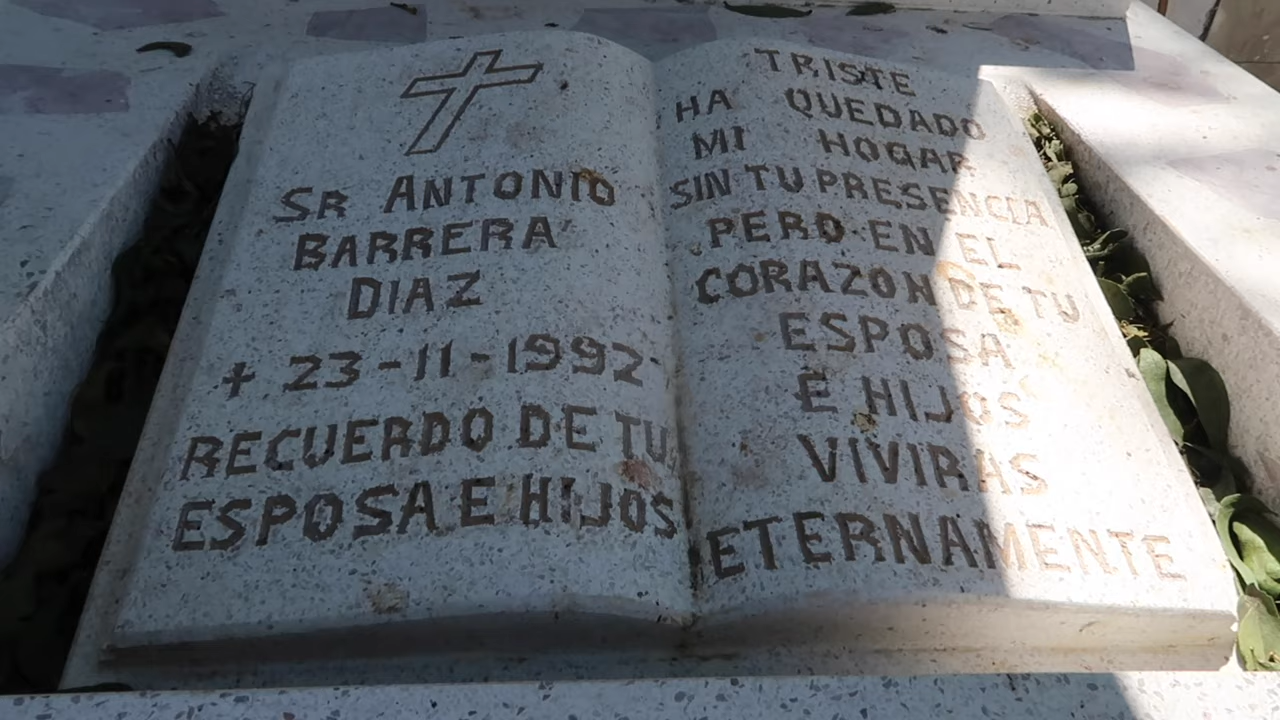 SR ANTONIO
BARRERA
DIAZ
+ 23-11-1992
RECUERDO DE TU
ESPOSA E HIJOS
TRISTE
HA QUEDADO
MI HOGAR
SIN TU PRESENCIA
PERO EN EL
CORAZON DE TU
ESPOSA
E HIJOS
VIVIRAS
ETERNAMENTE